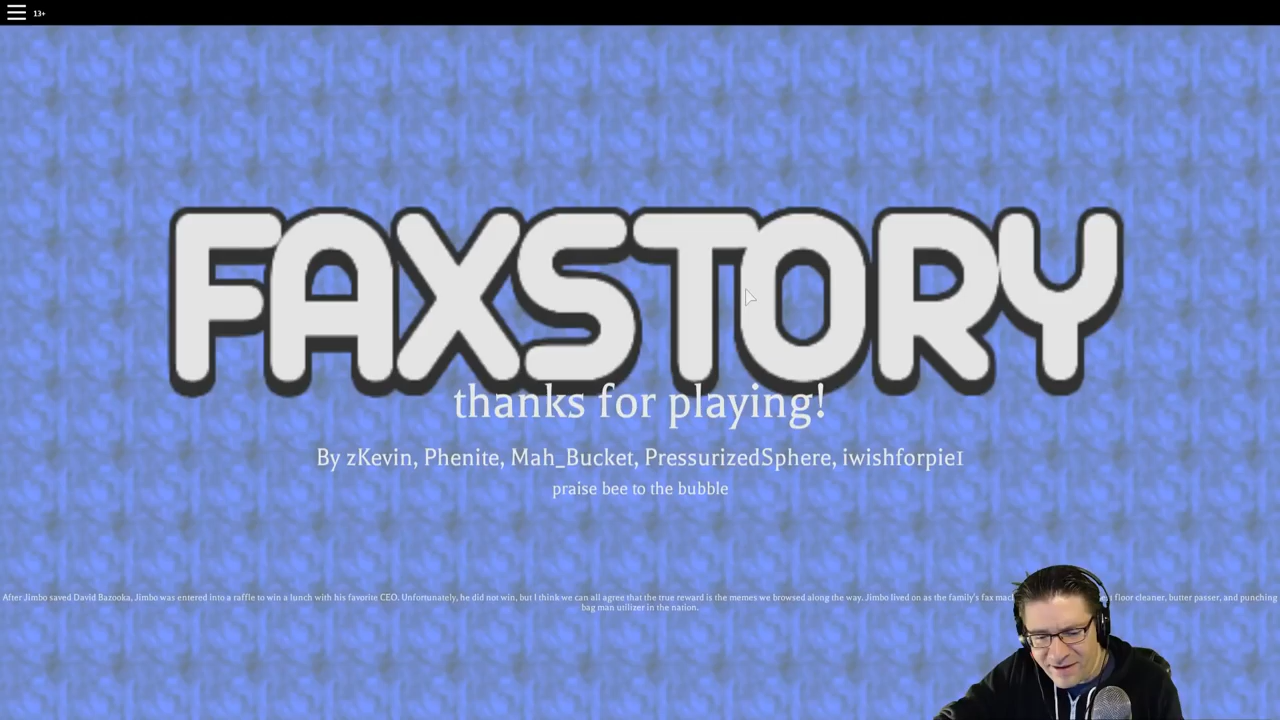 13+
FAXSTORY
thanks for playing!
By zKevin, Phenite, Mah_Bucket, PressurizedSphere, iwishforpie1
praise bee to the bubble
After Jimbo saved David Bazooka, Jimbo was entered into a raffle to win a lunch with his favorite CEO. Unfortunately, he did not win, but I think we can all agree that the true reward is the memes we browsed along the way. Jimbo lived on as the family's fax floor cleaner, butter passer, and punching
bag man utilizer in the nation.